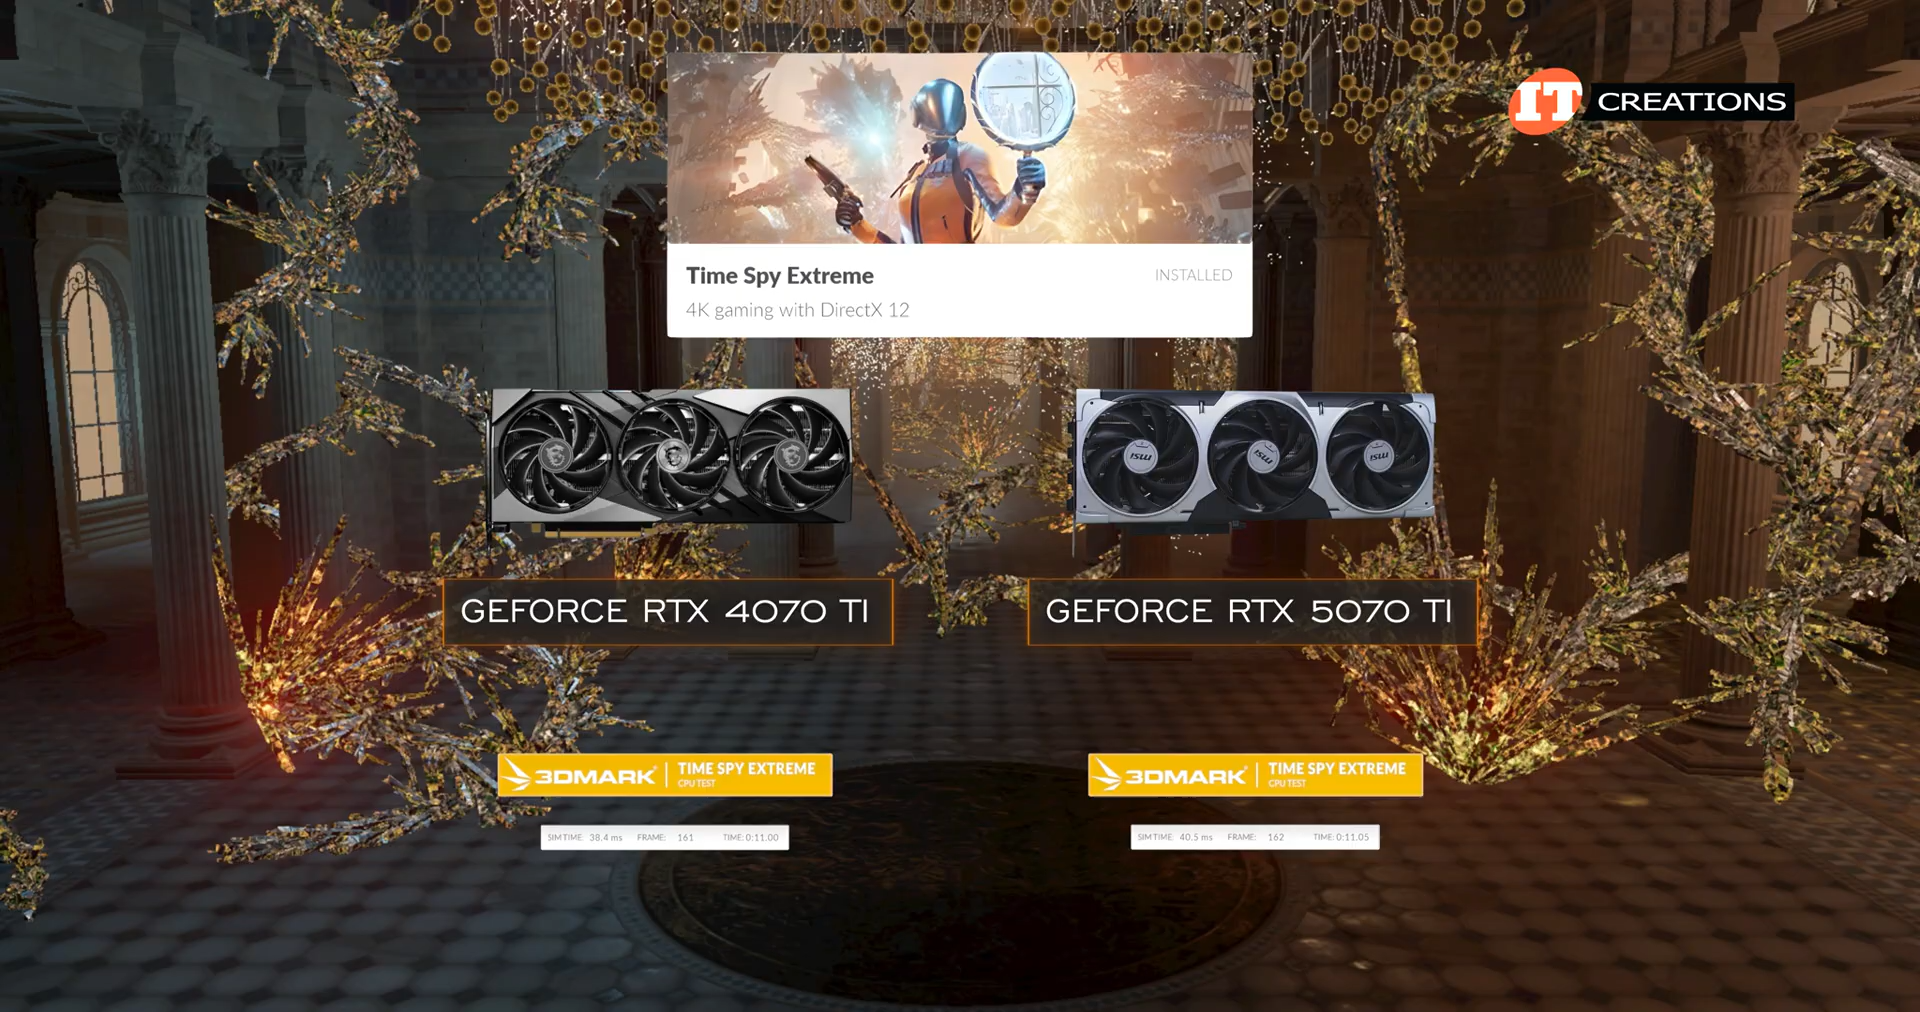 IT CREATIONS
Time Spy Extreme
INSTALLED
4K gaming with DirectX 12
msi msi msi
GEFORCE RTX 4070 TI
GEFORCE RTX 5070 TI
3DMARK TIME SPY EXTREME
CPU TEST
3DMARK TIME SPY EXTREME
CPU TEST
SIM TIME: 38.4 ms FRAME: 161 TIME: 0:11.00
SIM TIME: 40.5 ms FRAME: 162 TIME: 0:11.05